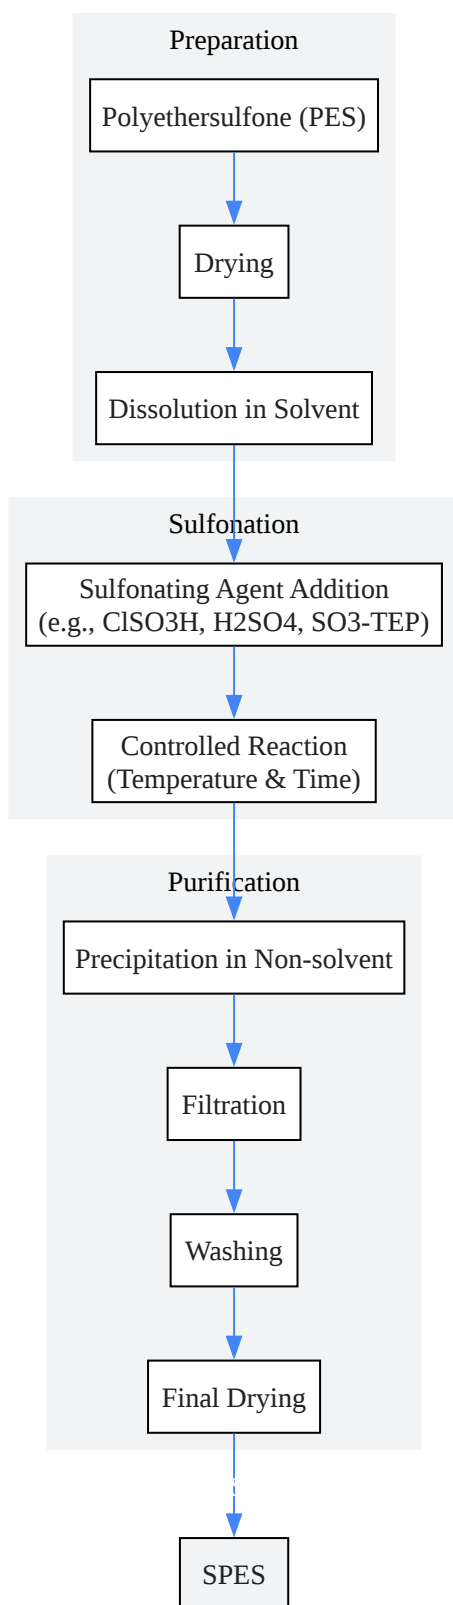 Preparation
Polyethersulfone (PES)
Drying
Dissolution in Solvent
Sulfonation
Sulfonating Agent Addition
(e.g., ClSO3H, H2SO4, SO3-TEP)
Controlled Reaction
(Temperature & Time)
Purification
Precipitation in Non-solvent
Filtration
Washing
Final Drying
SPES